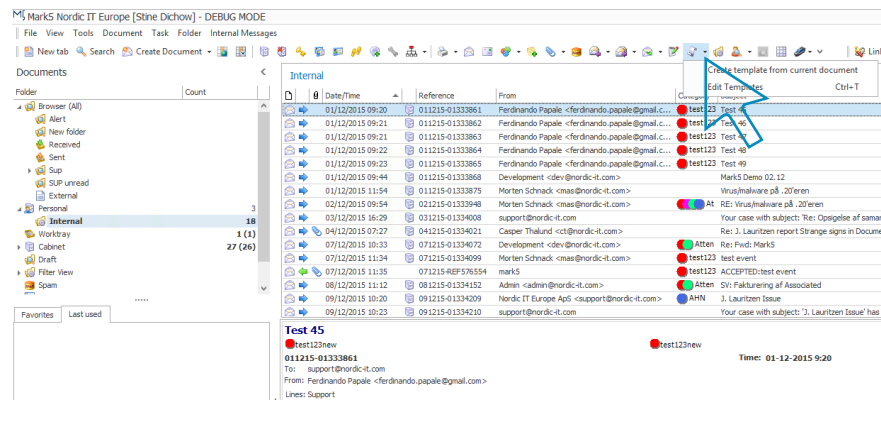 Mark5 Nordic IT Europe [Stine Dichow] - DEBUG MODE
File View Tools Document Task Folder Internal Messages
New tab Search Create Document Lin
Documents <
Folder Count
Browser (All)
Alert
New folder
Received
Sent
Sup
SUP unread
External
Personal 3
Internal 18
Worktray 1 (1)
Cabinet 27 (26)
Draft
Filter View
Spam
Favorites Last used
Internal
Create template from current document
Edit Templates Ctrl+T
Date/Time Reference From
01/12/2015 09:20 011215-01333861 Ferdinando Papale <ferdinando.papale@gmail.c... test123 Test 45
01/12/2015 09:21 011215-01333862 Ferdinando Papale <ferdinando.papale@gmail.c... test123 Test 46
01/12/2015 09:21 011215-01333863 Ferdinando Papale <ferdinando.papale@gmail.c... test123 Test 47
01/12/2015 09:22 011215-01333864 Ferdinando Papale <ferdinando.papale@gmail.c... test123 Test 48
01/12/2015 09:23 011215-01333865 Ferdinando Papale <ferdinando.papale@gmail.c... test123 Test 49
01/12/2015 09:44 011215-01333868 Development <dev@nordic-it.com> Mark5 Demo 02.12
01/12/2015 11:54 011215-01333875 Morten Schnack <mas@nordic-it.com> Virus/malware på .20'eren
02/12/2015 09:54 021215-01333948 Morten Schnack <mas@nordic-it.com> At RE: Virus/malware på .20'eren
03/12/2015 16:29 031215-01334008 support@nordic-it.com Your case with subject: 'Re: Opsigelse af samar
04/12/2015 07:27 041215-01334021 Casper Thalund <ct@nordic-it.com> Re: J. Lauritzen report Strange signs in Docume
07/12/2015 10:33 071215-01334072 Development <dev@nordic-it.com> Atten Re: Fwd: Mark5
07/12/2015 11:34 071215-01334099 Morten Schnack <mas@nordic-it.com> test123 test event
07/12/2015 11:35 071215-REF576554 mark5 test123 ACCEPTED:test event
08/12/2015 11:12 081215-01334152 Admin <admin@nordic-it.com> Atten SV: Fakturering af Associated
09/12/2015 10:20 091215-01334209 Nordic IT Europe ApS <support@nordic-it.com> AHN J. Lauritzen Issue
09/12/2015 10:23 091215-01334210 support@nordic-it.com Your case with subject: 'J. Lauritzen Issue' has
Test 45
test123new test123new
011215-01333861 Time: 01-12-2015 9:20
To: support@nordic-it.com
From: Ferdinando Papale <ferdinando.papale@gmail.com>
Lines: Support